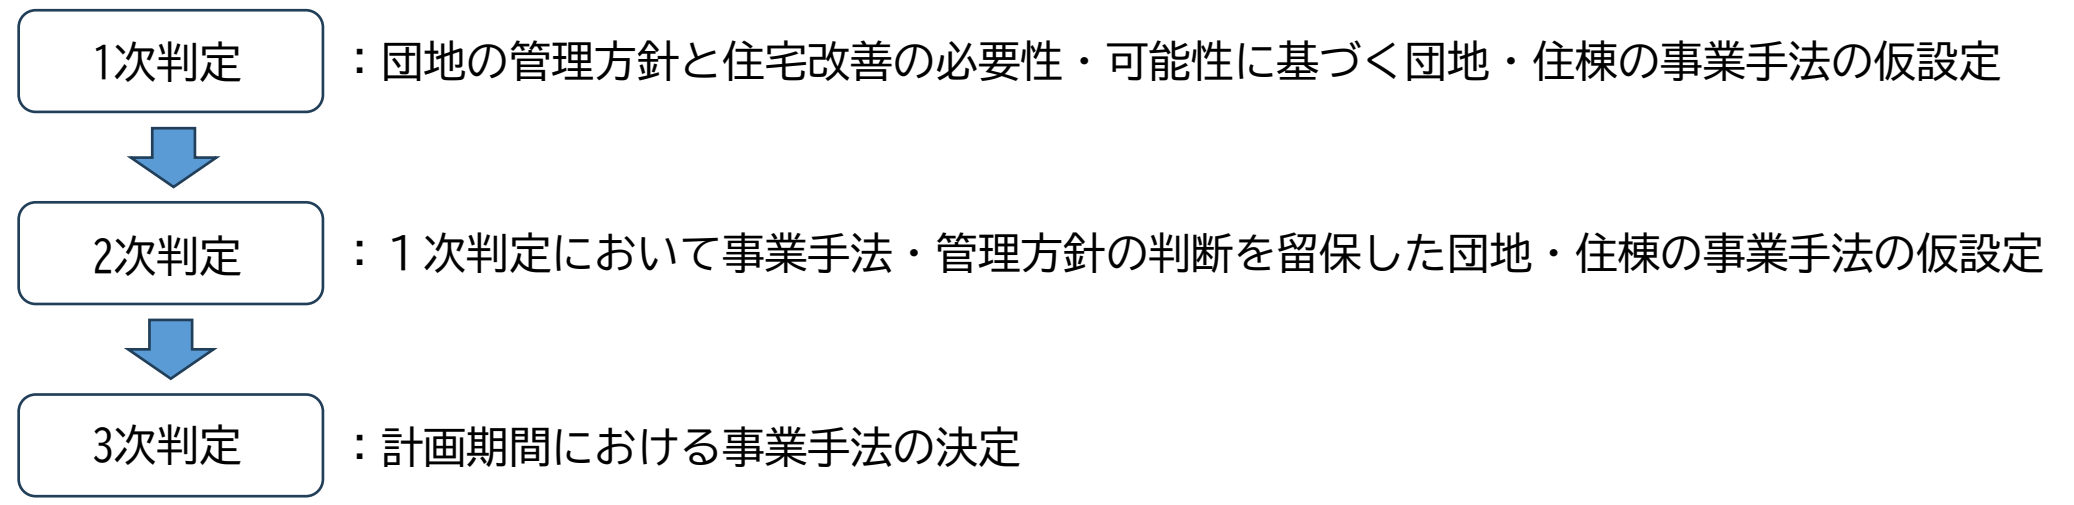 1次判定
：団地の管理方針と住宅改善の必要性・可能性に基づく団地・住棟の事業手法の仮設定
2次判定
：１次判定において事業手法・管理方針の判断を留保した団地・住棟の事業手法の仮設定
3次判定
：計画期間における事業手法の決定